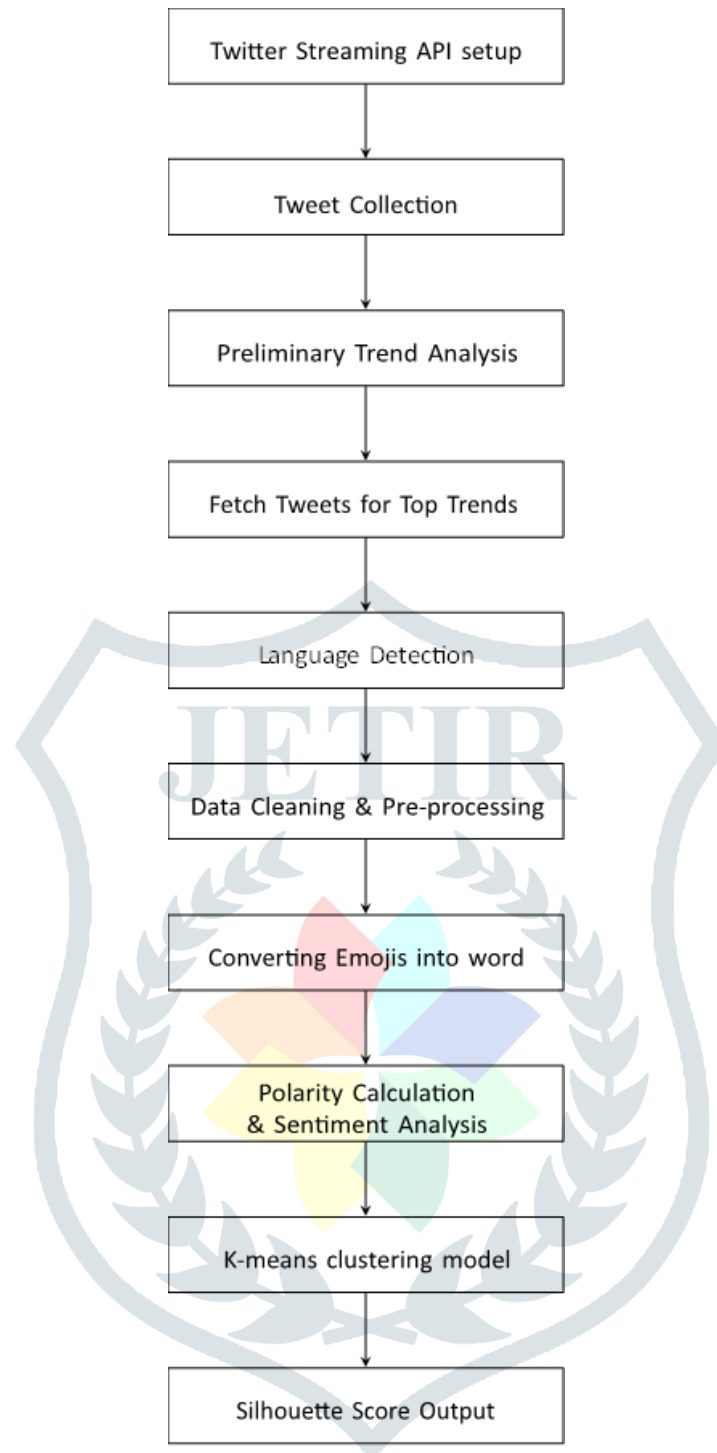 Twitter Streaming API setup
Tweet Collection
Preliminary Trend Analysis
Fetch Tweets for Top Trends
Language Detection
JETIR
Data Cleaning & Pre-processing
Converting Emojis into word
Polarity Calculation
& Sentiment Analysis
K-means clustering model
Silhouette Score Output